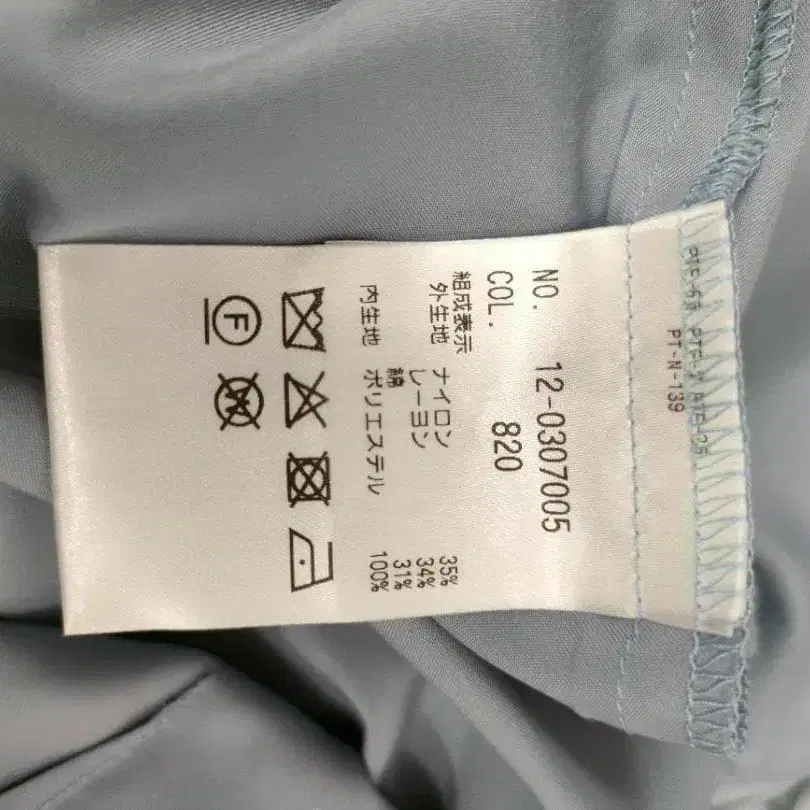 PT-N-139
NO. 12-0307005
COL. 820
組成表示
外生地 ナイロン 35%
レーヨン 34%
綿 31%
内生地 ポリエステル 100%
F
W